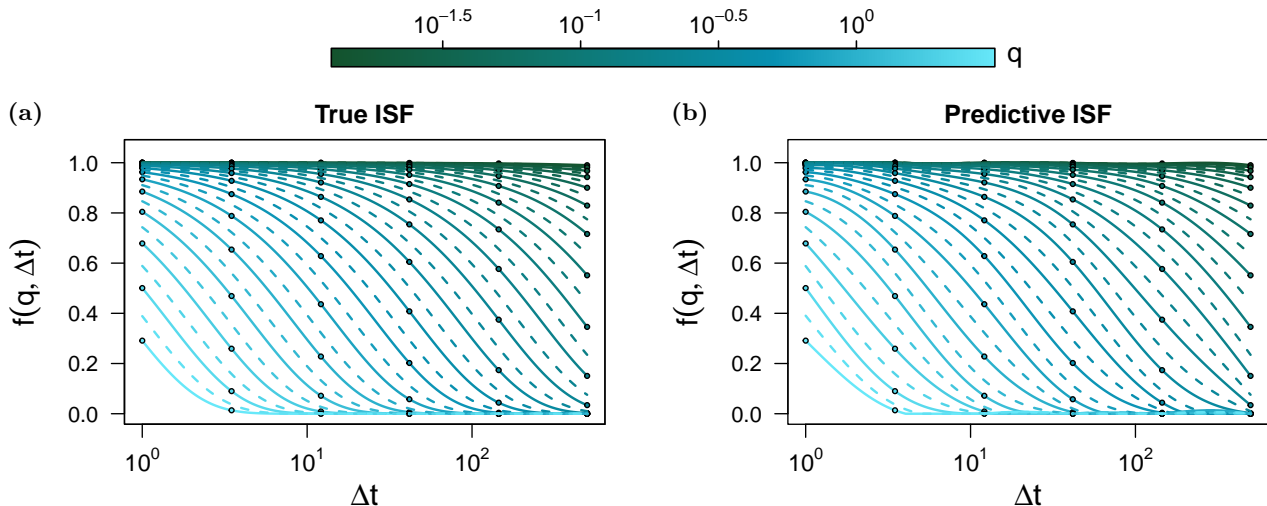 10^−1.5 10^−1 10^−0.5 10^0
q
(a) True ISF
f(q, Δt)
1.0
0.8
0.6
0.4
0.2
0.0
10^0 10^1 10^2
Δt
(b) Predictive ISF
f(q, Δt)
1.0
0.8
0.6
0.4
0.2
0.0
10^0 10^1 10^2
Δt